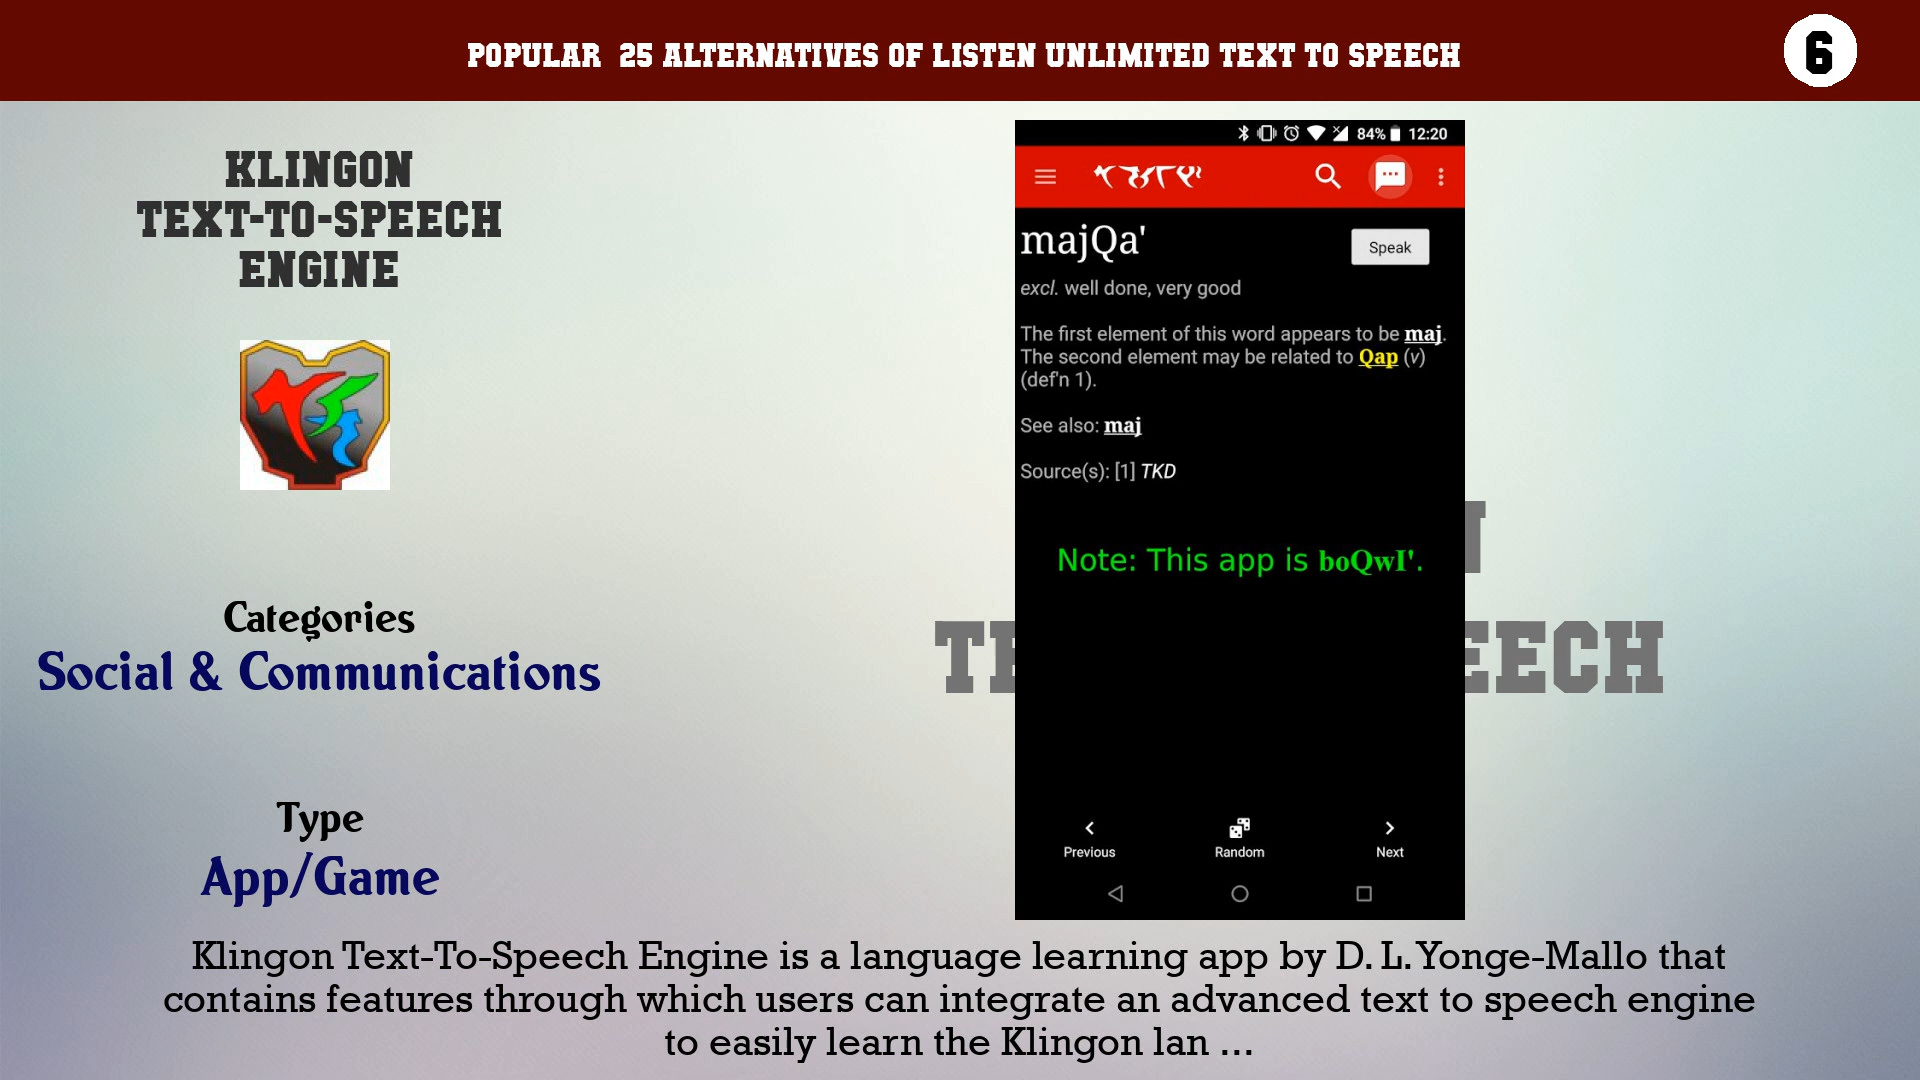 POPULAR 25 ALTERNATIVES OF LISTEN UNLIMITED TEXT TO SPEECH
6
KLINGON
TEXT-TO-SPEECH
ENGINE
Categories
Social & Communications
Type
App/Game
84% 12:20
majQa'
Speak
excl. well done, very good
The first element of this word appears to be maj.
The second element may be related to Qap (v)
(def'n 1).
See also: maj
Source(s): [1] TKD
Note: This app is boQwI'.
Previous
Random
Next
Klingon Text-To-Speech Engine is a language learning app by D. L. Yonge-Mallo that
contains features through which users can integrate an advanced text to speech engine
to easily learn the Klingon lan ...